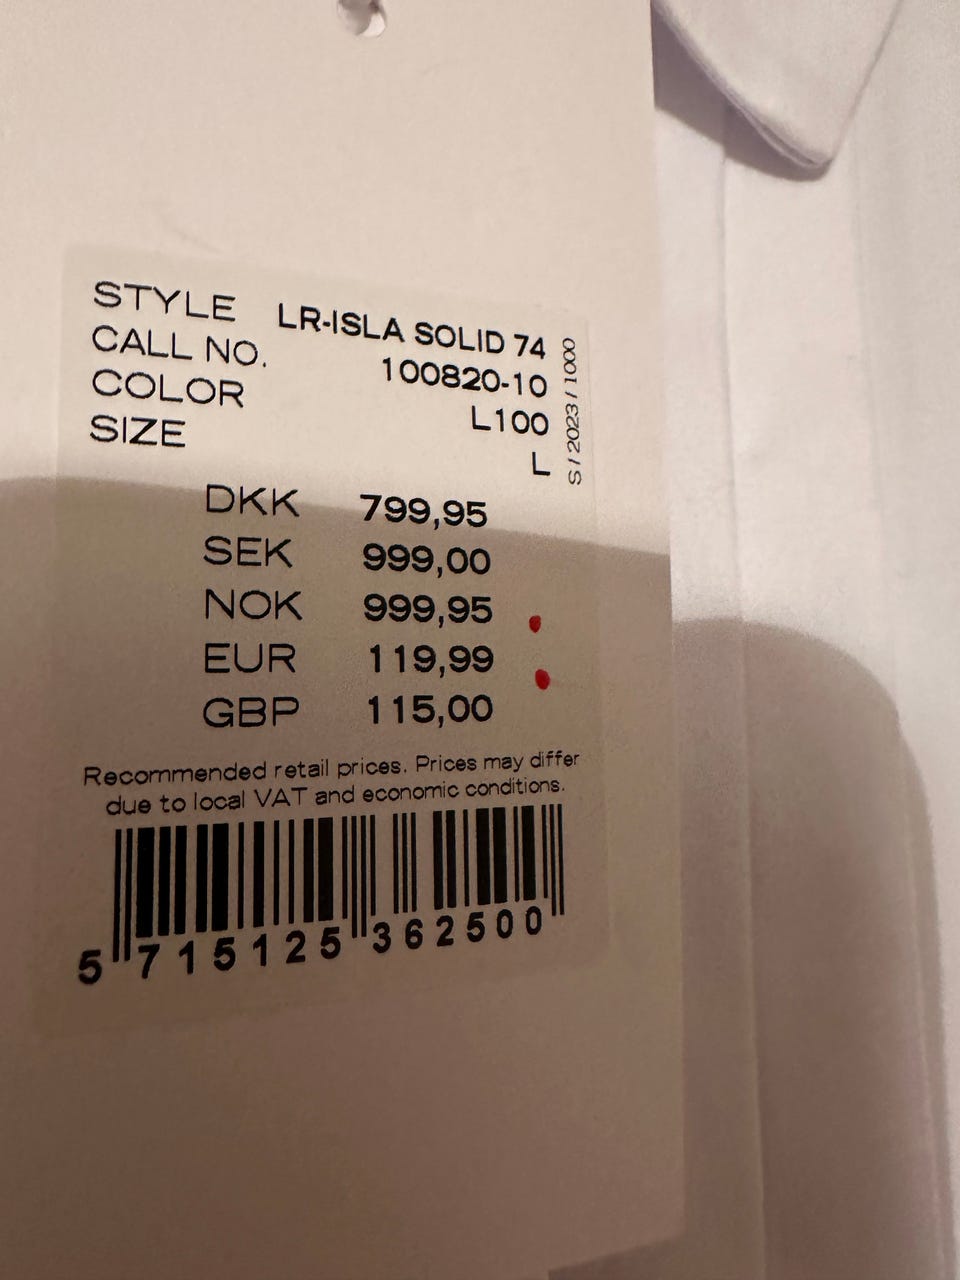 STYLE LR-ISLA SOLID 74
CALL NO. 100820-10
COLOR L100
SIZE L
S / 2023 / 1000
DKK 799,95
SEK 999,00
NOK 999,95
EUR 119,99
GBP 115,00
Recommended retail prices. Prices may differ
due to local VAT and economic conditions.
5 715125 362500